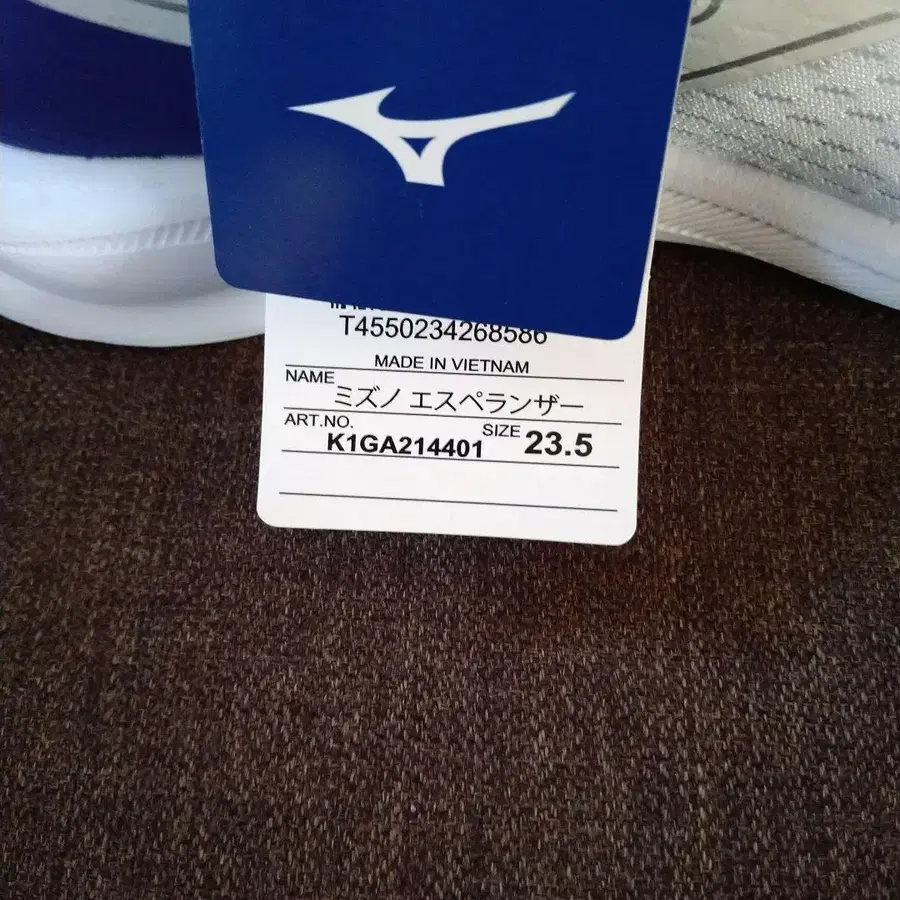 T4550234268586
MADE IN VIETNAM
NAME
ミズノ エスペランザー
ART.NO.
K1GA214401
SIZE 23.5